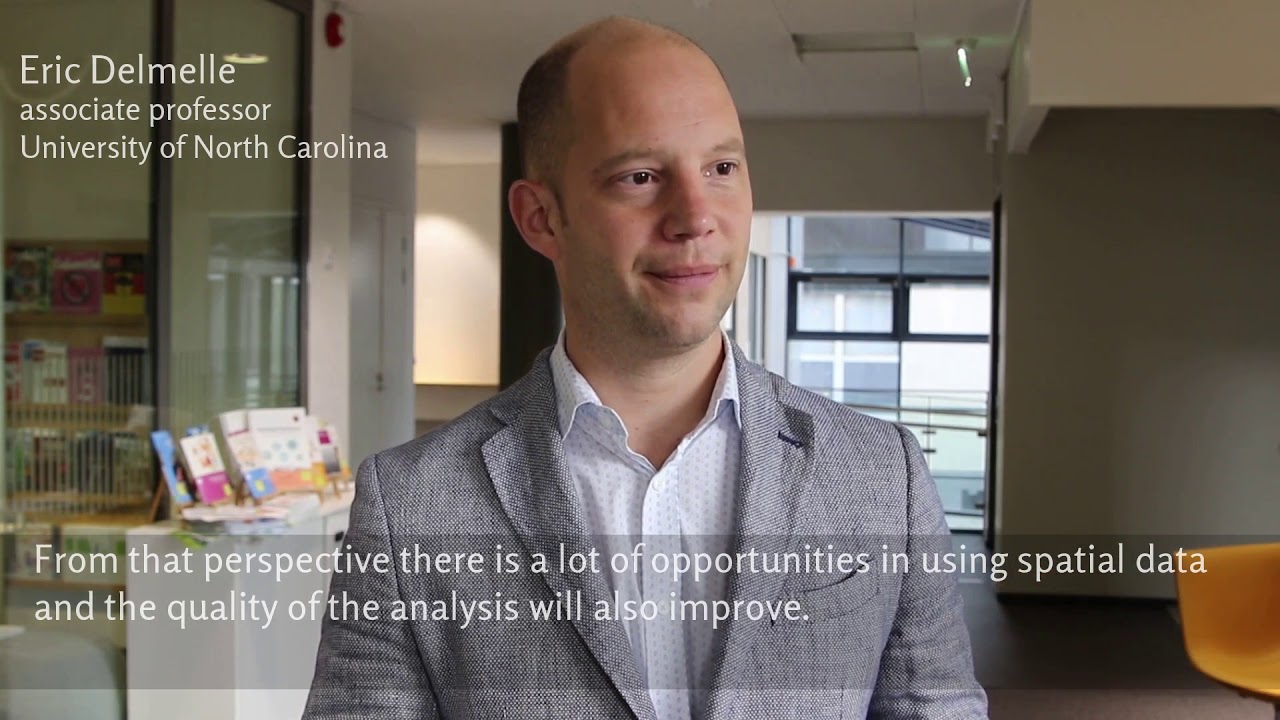 Eric Delmelle
associate professor
University of North Carolina
From that perspective there is a lot of opportunities in using spatial data
and the quality of the analysis will also improve.